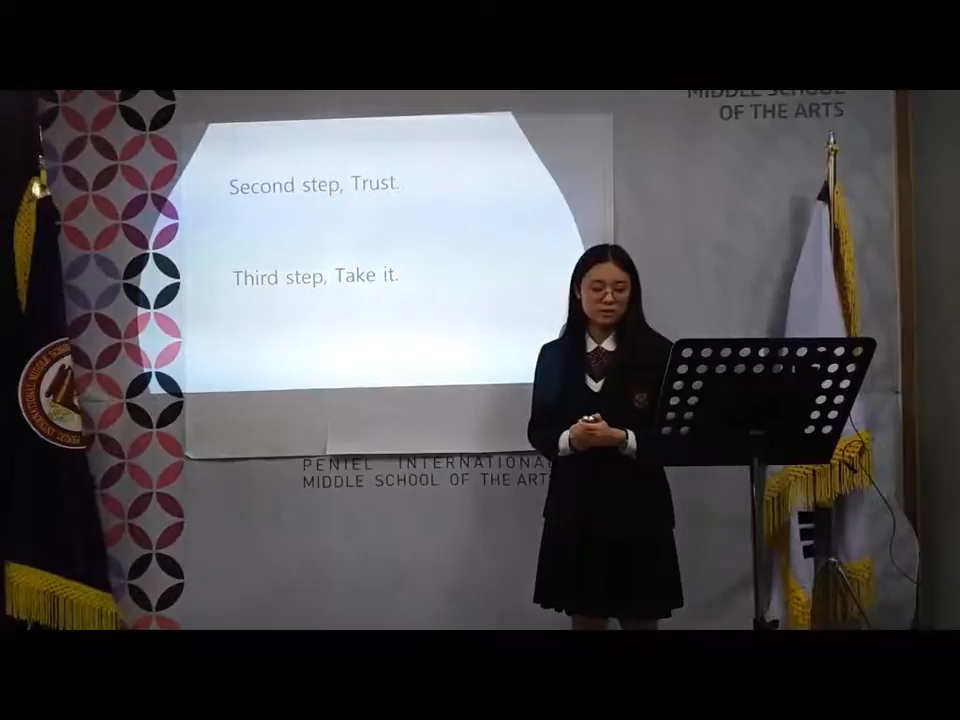 MIDDLE SCHOOL
OF THE ARTS
Second step, Trust.
Third step, Take it.
PENIEL INTERNATIONAL
MIDDLE SCHOOL OF THE ARTS